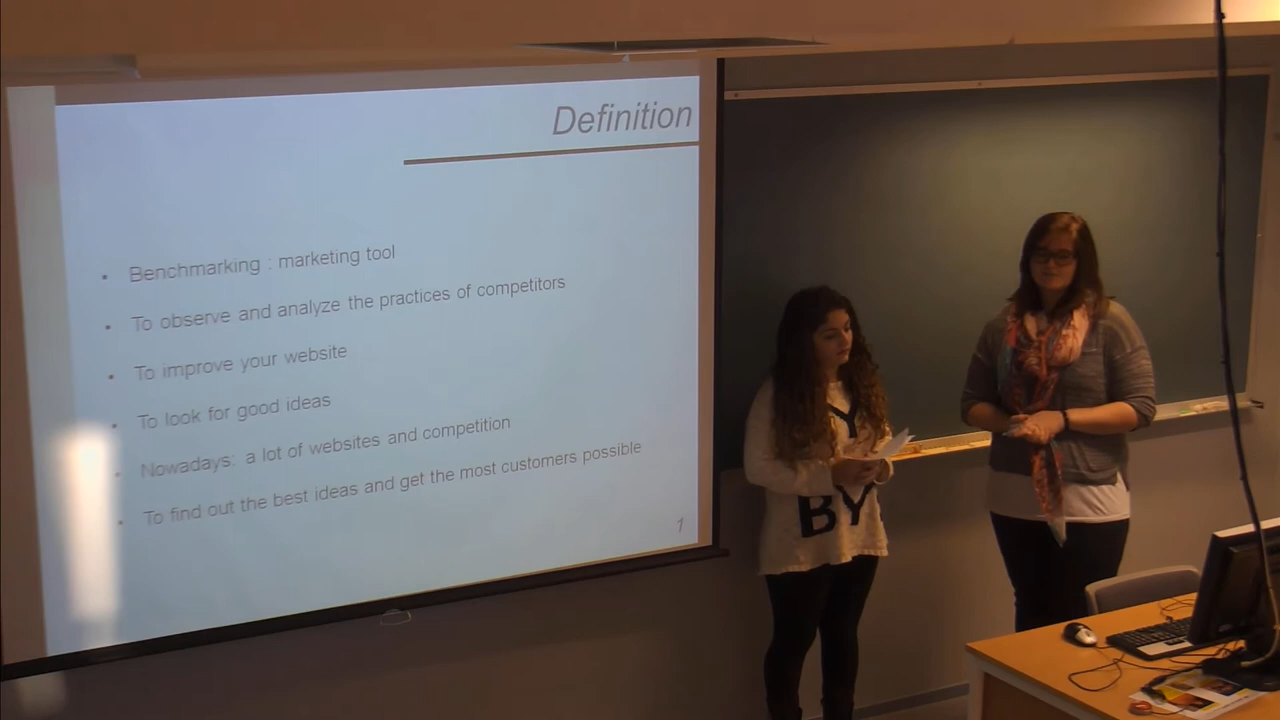 Definition
• Benchmarking : marketing tool
• To observe and analyze the practices of competitors
• To improve your website
• To look for good ideas
• Nowadays: a lot of websites and competition
• To find out the best ideas and get the most customers possible
1
Y
BY